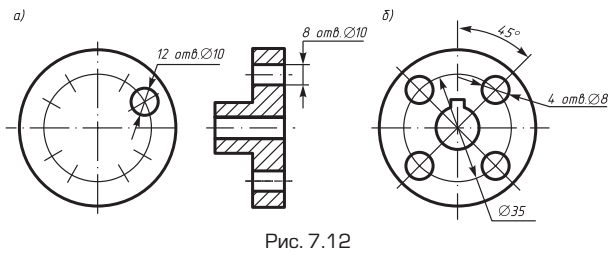 а)
12 отв.∅10
8 отв.∅10
б)
45°
4 отв.∅8
∅35
Рис. 7.12